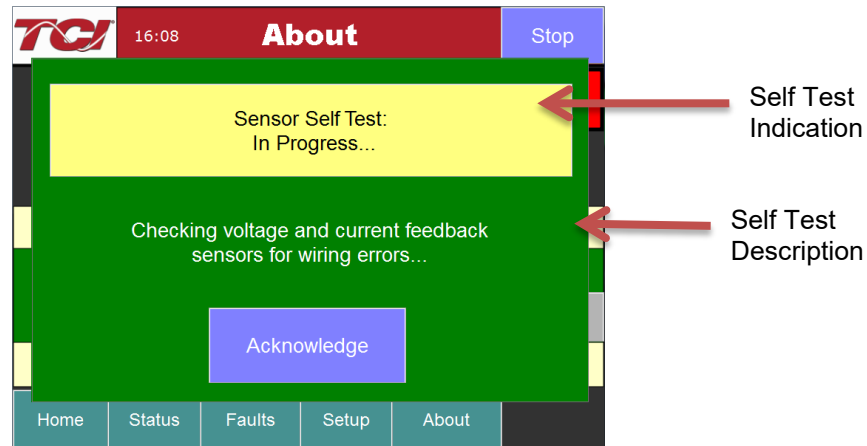 TCI
16:08
About
Stop
Sensor Self Test:
In Progress...
Self Test
Indication
Checking voltage and current feedback
sensors for wiring errors...
Self Test
Description
Acknowledge
Home
Status
Faults
Setup
About